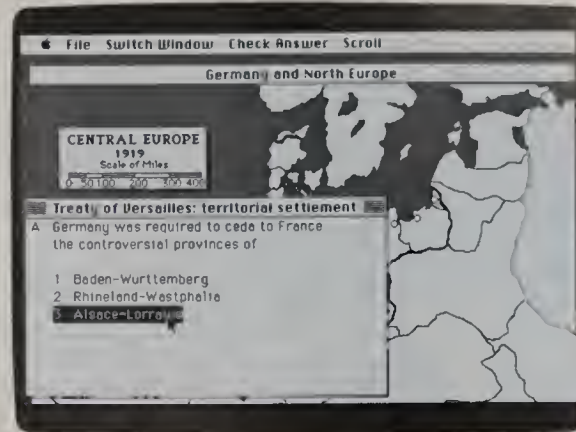 File Switch Window Check Answer Scroll
Germany and North Europe
CENTRAL EUROPE
1919
Scale of Miles
0 50 100 200 300 400
Treaty of Versailles: territorial settlement
A Germany was required to cede to France
the controversial provinces of
1 Baden-Wurttemberg
2 Rhineland-Westphalia
3 Alsace-Lorra